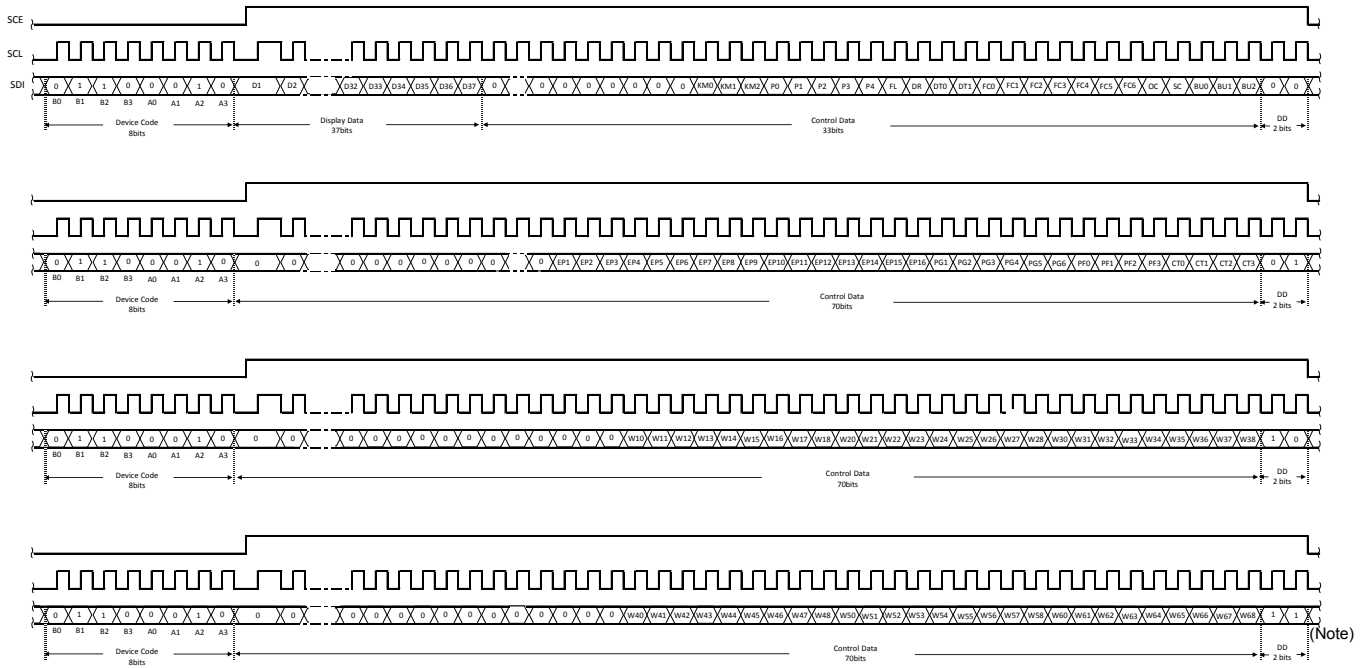 SCE
SCL
SDI
0 1 1 0 0 0 1 0 D1 D2 D32 D33 D34 D35 D36 D37 0 0 0 0 0 0 0 0 KM0 KM1 KM2 P0 P1 P2 P3 P4 FL DR DT0 DT1 FC0 FC1 FC2 FC3 FC4 FC5 FC6 OC SC BU0 BU1 BU2 0 0
B0 B1 B2 B3 A0 A1 A2 A3
Device Code
8bits
Display Data
37bits
Control Data
33bits
DD
2 bits
0 1 1 0 0 0 1 0 0 0 0 0 0 0 0 0 0 0 EP1 EP2 EP3 EP4 EP5 EP6 EP7 EP8 EP9 EP10 EP11 EP12 EP13 EP14 EP15 EP16 PG1 PG2 PG3 PG4 PG5 PG6 PF0 PF1 PF2 PF3 CT0 CT1 CT2 CT3 0 1
B0 B1 B2 B3 A0 A1 A2 A3
Device Code
8bits
Control Data
70bits
DD
2 bits
0 1 1 0 0 0 1 0 0 0 0 0 0 0 0 0 0 0 0 0 0 0 W10 W11 W12 W13 W14 W15 W16 W17 W18 W20 W21 W22 W23 W24 W25 W26 W27 W28 W30 W31 W32 W33 W34 W35 W36 W37 W38 1 0
B0 B1 B2 B3 A0 A1 A2 A3
Device Code
8bits
Control Data
70bits
DD
2 bits
0 1 1 0 0 0 1 0 0 0 0 0 0 0 0 0 0 0 0 0 0 0 W40 W41 W42 W43 W44 W45 W46 W47 W48 W50 W51 W52 W53 W54 W55 W56 W57 W58 W60 W61 W62 W63 W64 W65 W66 W67 W68 1 1
B0 B1 B2 B3 A0 A1 A2 A3
(Note)
Device Code
8bits
Control Data
70bits
DD
2 bits